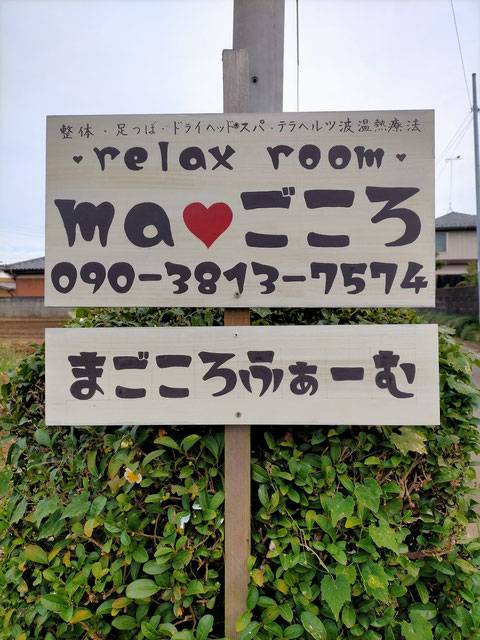 整体・足つぼ・ドライヘッド®スパ・テラヘルツ波温熱療法
♥relax room♥
ma♥ごころ
090-3813-7574
まごころふぁーむ